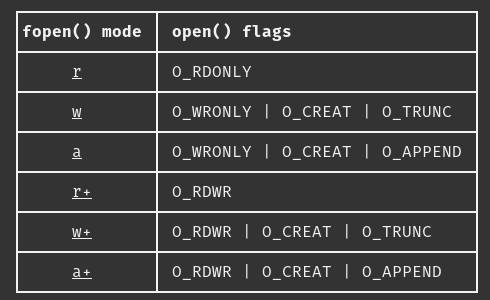 fopen() mode open() flags
r O_RDONLY
w O_WRONLY | O_CREAT | O_TRUNC
a O_WRONLY | O_CREAT | O_APPEND
r+ O_RDWR
w+ O_RDWR | O_CREAT | O_TRUNC
a+ O_RDWR | O_CREAT | O_APPEND